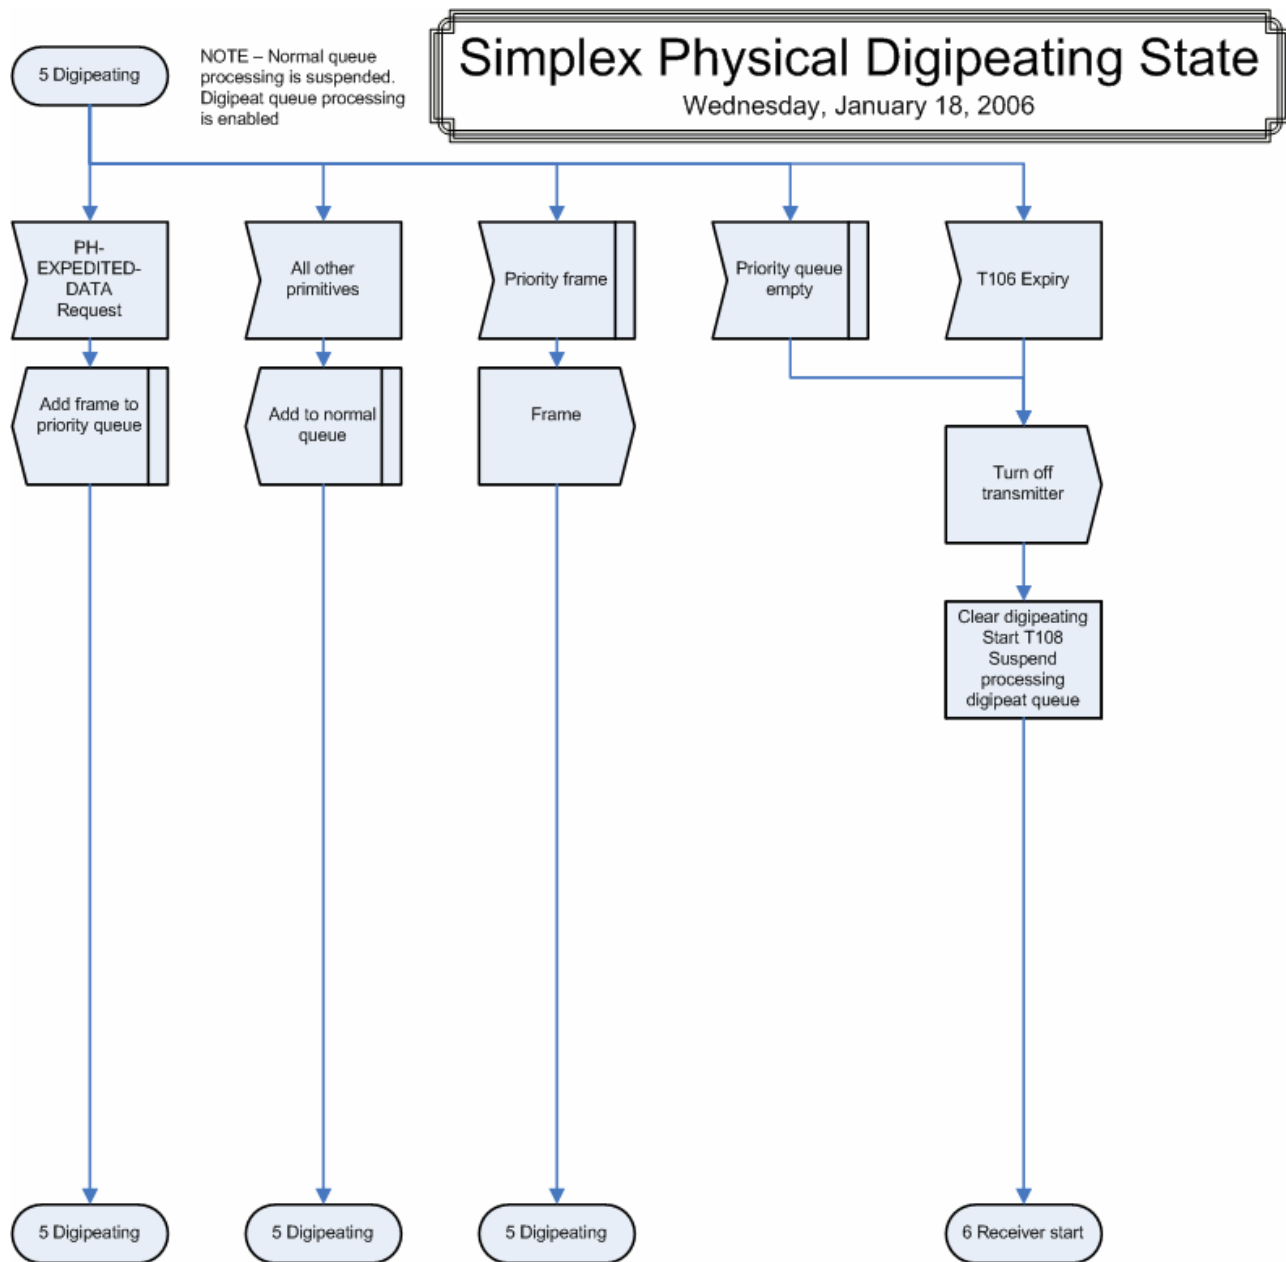 5 Digipeating
NOTE – Normal queue
processing is suspended.
Digipeat queue processing
is enabled
Simplex Physical Digipeating State
Wednesday, January 18, 2006
PH-
EXPEDITED-
DATA
Request
All other
primitives
Priority frame
Priority queue
empty
T106 Expiry
Add frame to
priority queue
Add to normal
queue
Frame
Turn off
transmitter
Clear digipeating
Start T108
Suspend
processing
digipeat queue
5 Digipeating
5 Digipeating
5 Digipeating
6 Receiver start